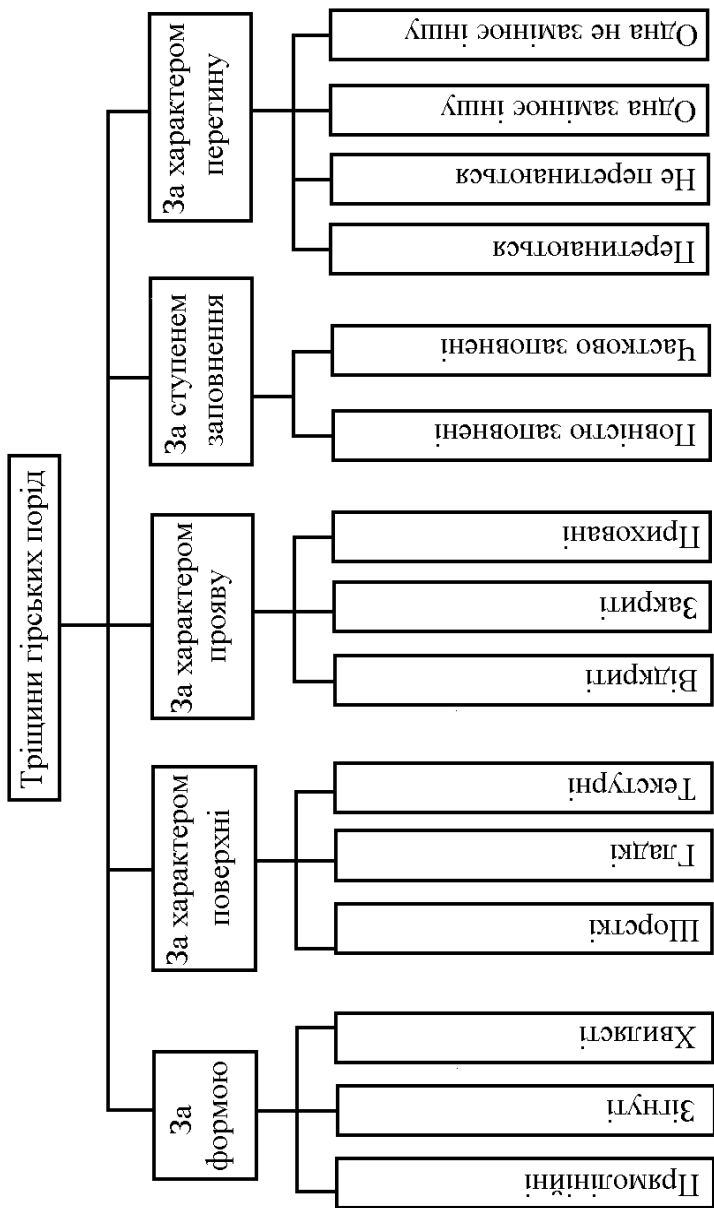 Тріщини гірських порід
За
формою
Прямолінійні
Зігнуті
Хвилясті
За характером
поверхні
Шорсткі
Гладкі
Текстурні
За характером
прояву
Відкриті
Закриті
Приховані
За ступенем
заповнення
Повністю заповнені
Частково заповнені
За характером
перетину
Перетинаються
Не перетинаються
Одна замінює іншу
Одна не замінює іншу